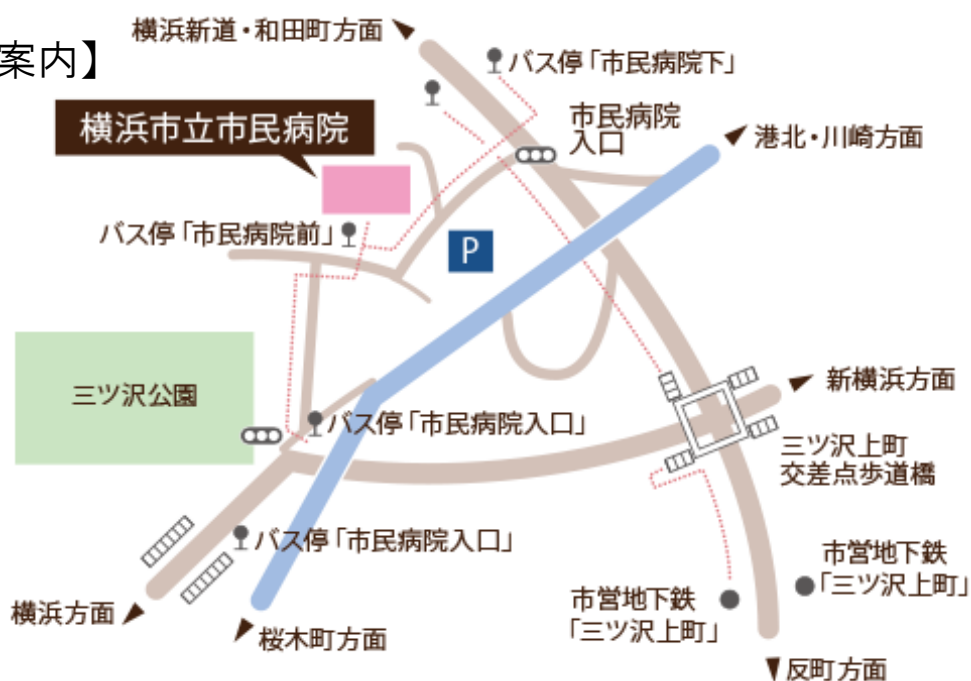 横浜新道・和田町方面
案内】
バス停「市民病院下」
横浜市立市民病院
市民病院
入口
港北・川崎方面
バス停「市民病院前」
P
三ツ沢公園
新横浜方面
バス停「市民病院入口」
三ツ沢上町
交差点歩道橋
バス停「市民病院入口」
市営地下鉄
「三ツ沢上町」
市営地下鉄
「三ツ沢上町」
横浜方面
桜木町方面
反町方面